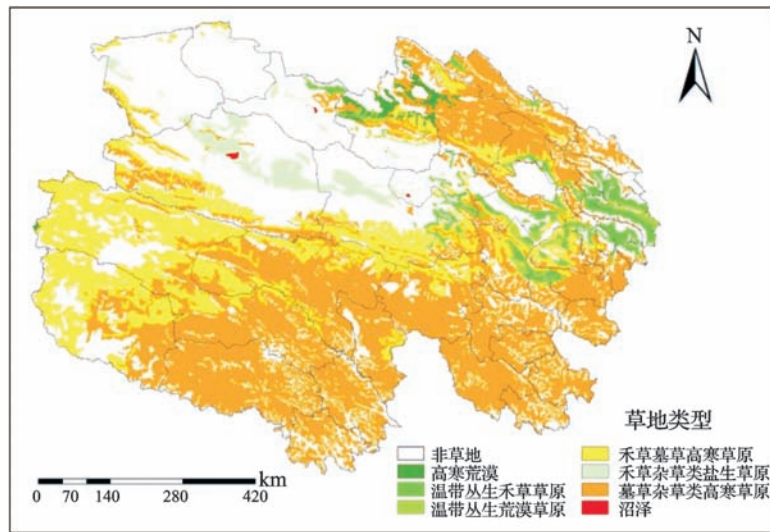 N
草地类型
非草地
高寒荒漠
温带丛生禾草草原
温带丛生荒漠草原
禾草墓草高寒草原
禾草杂草类盐生草原
墓草杂草类高寒草原
沼泽
km
0 70 140 280 420